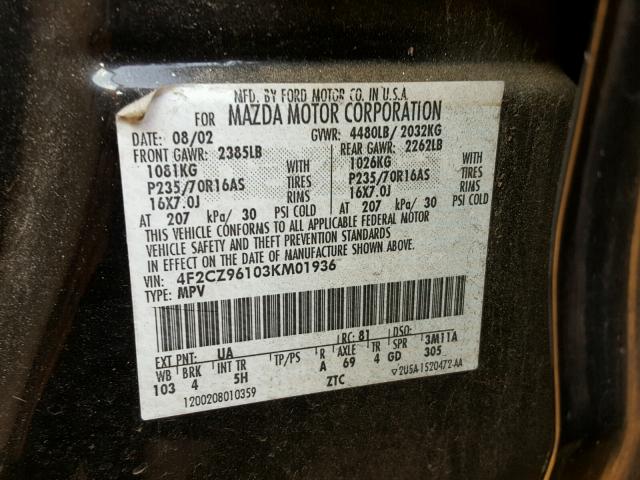 MFD. BY FORD MOTOR CO. IN U.S.A.
FOR MAZDA MOTOR CORPORATION
DATE: 08/02 GVWR: 4480LB/ 2032KG
FRONT GAWR: 2385LB REAR GAWR: 2262LB
1081KG WITH 1026KG WITH
P235/70R16AS TIRES P235/70R16AS TIRES
16X7.0J RIMS 16X7.0J RIMS
AT 207 kPa/ 30 PSI COLD AT 207 kPa/ 30 PSI COLD
THIS VEHICLE CONFORMS TO ALL APPLICABLE FEDERAL MOTOR
VEHICLE SAFETY AND THEFT PREVENTION STANDARDS
IN EFFECT ON THE DATE OF MANUFACTURE SHOWN ABOVE.
VIN: 4F2CZ96103KM01936
TYPE: MPV
EXT PNT: UA RC: 81 DSO:
WB BRK INT TR TP/PS R AXLE TR SPR 3M11A
103 4 5H A 69 4 GD 305
1200208010359 ZTC ▽2U5A-1520472-AA